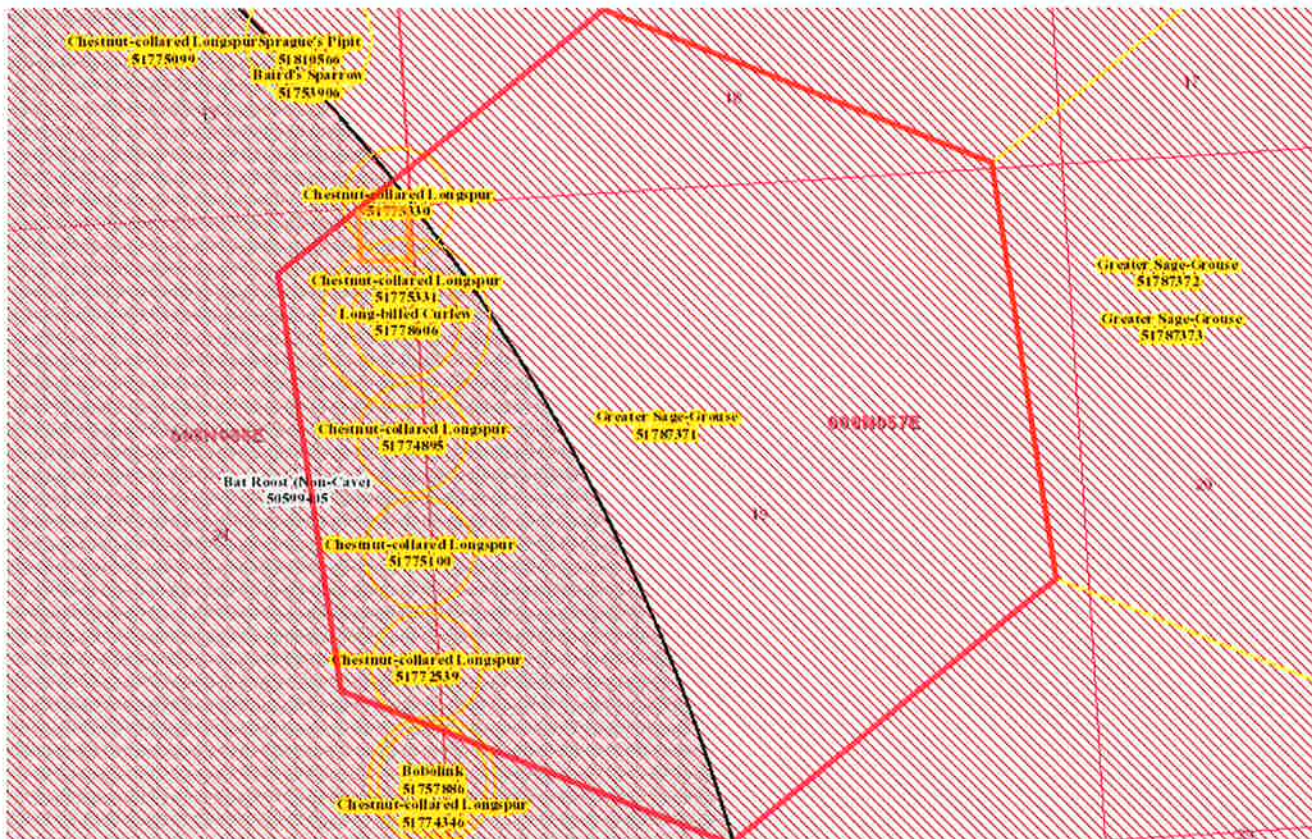 Chestnut-collared Longspur
51775099
Sprague's Pipit
51810566
Baird's Sparrow
51753906
18
17
Chestnut-collared Longspur
51775330
Chestnut-collared Longspur
51775331
Long-billed Curlew
51778606
Greater Sage-Grouse
51787372
Greater Sage-Grouse
51787373
Chestnut-collared Longspur
51774895
Greater Sage-Grouse
51787371
Bat Roost (Non-Cave)
20
19
24
Chestnut-collared Longspur
51775100
Chestnut-collared Longspur
51772539
Bobolink
51757886
Chestnut-collared Longspur
51774346